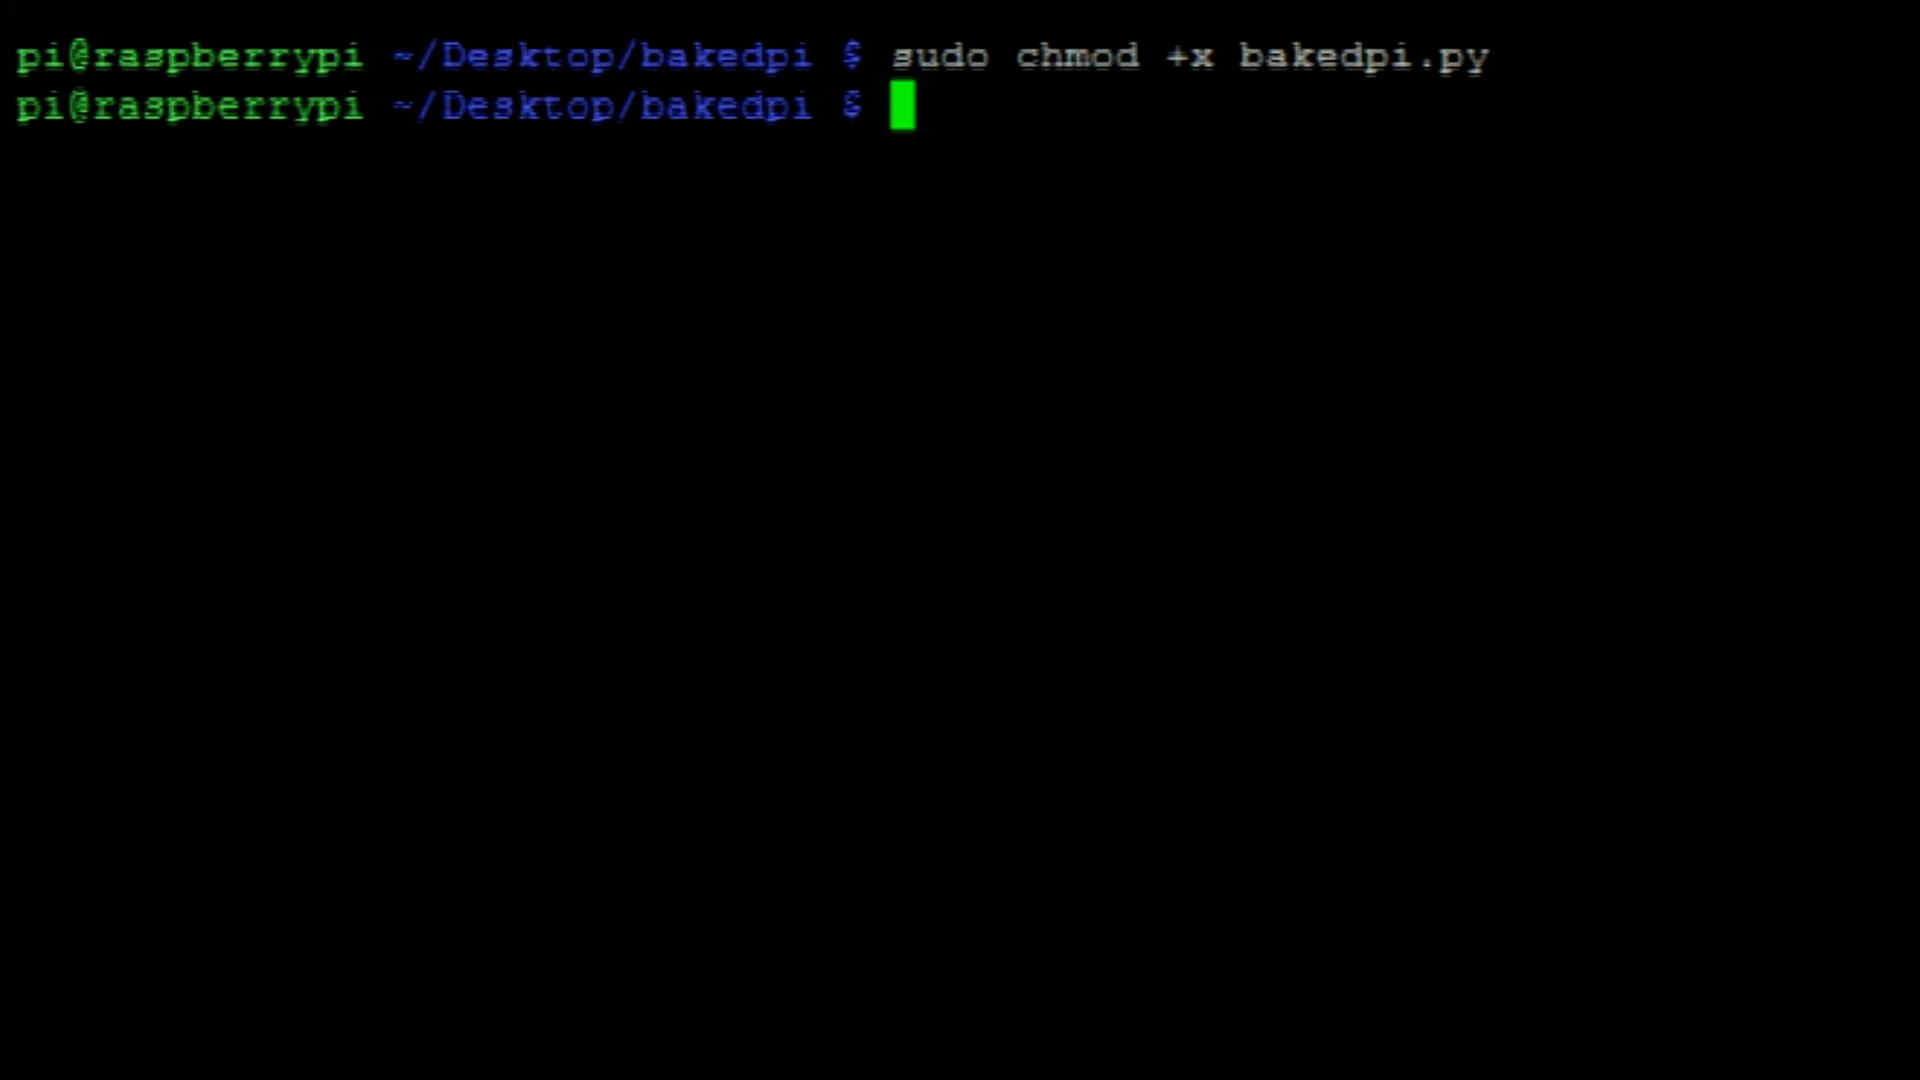 pi@raspberrypi ~/Desktop/bakedpi $ sudo chmod +x bakedpi.py
pi@raspberrypi ~/Desktop/bakedpi $